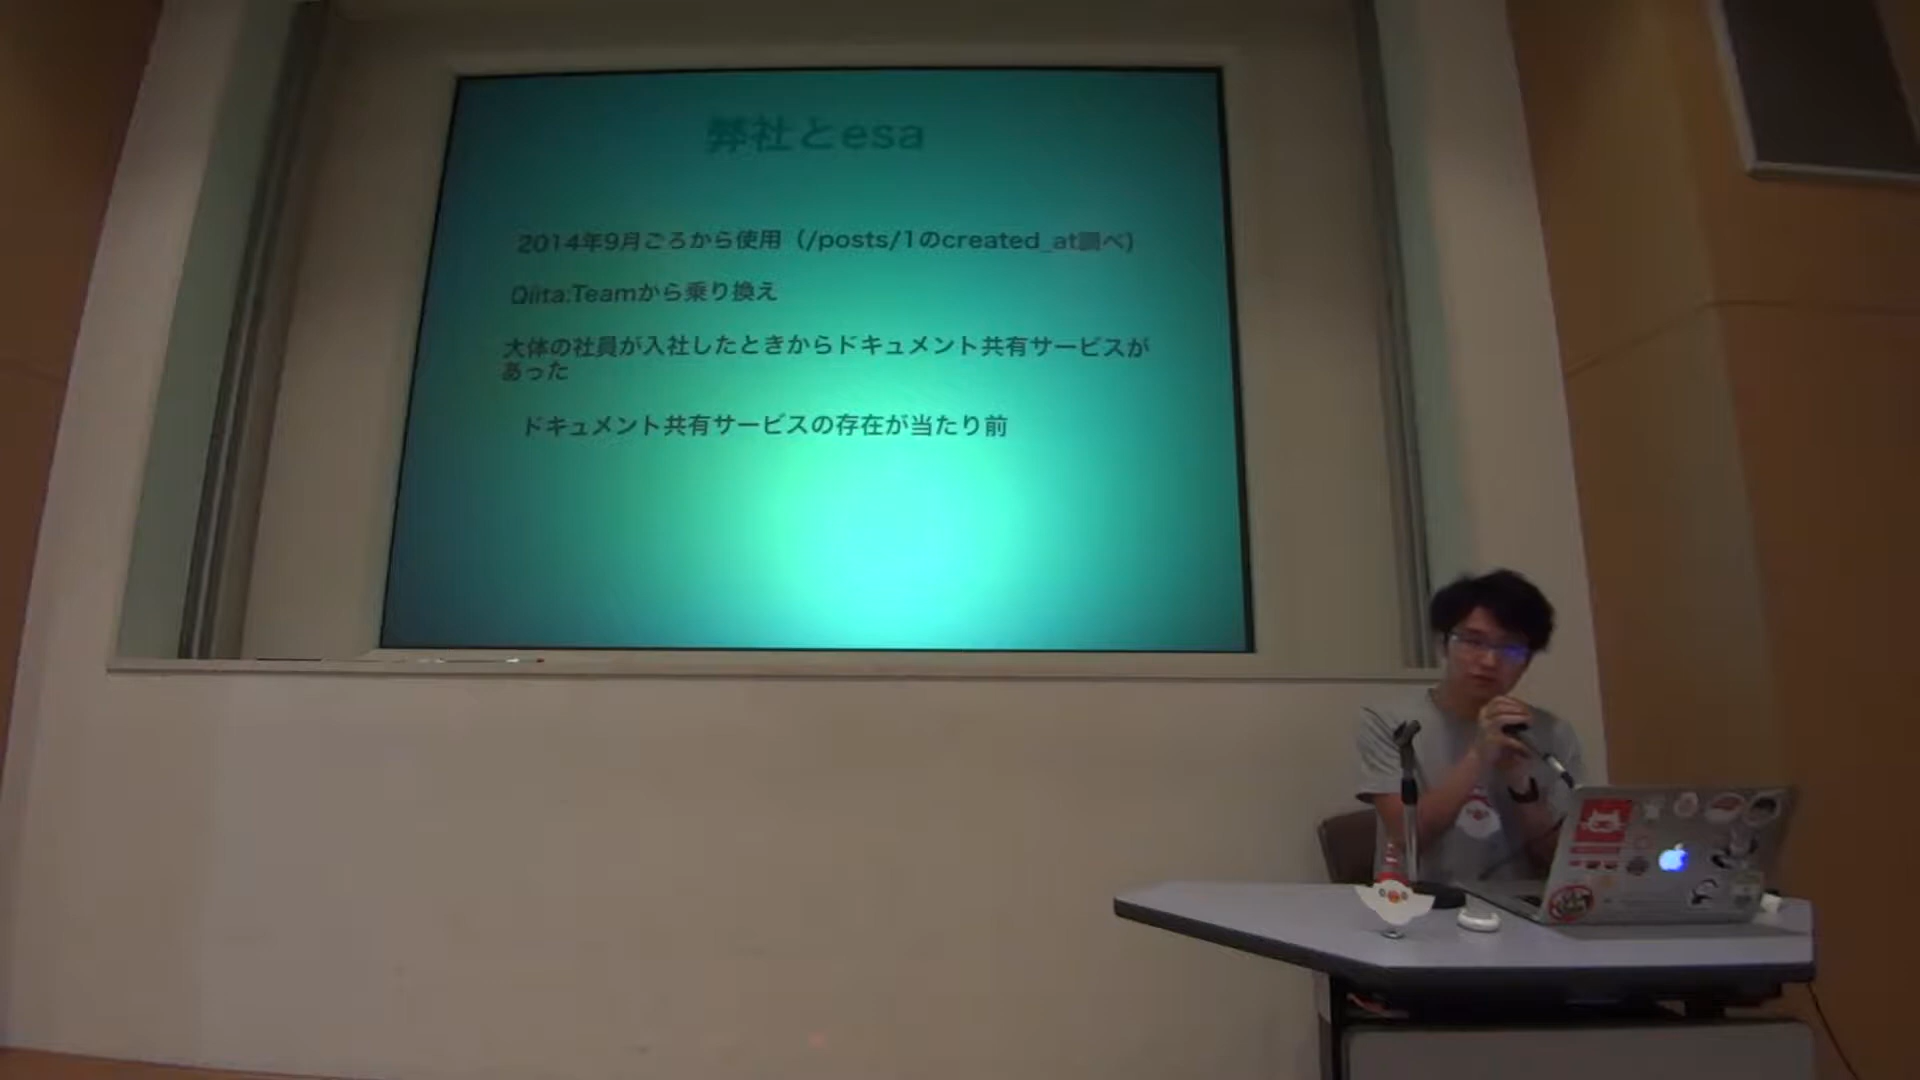 弊社とesa
2014年9月ごろから使用（/posts/1のcreated_at調べ)
Qiita:Teamから乗り換え
大体の社員が入社したときからドキュメント共有サービスが
あった
ドキュメント共有サービスの存在が当たり前